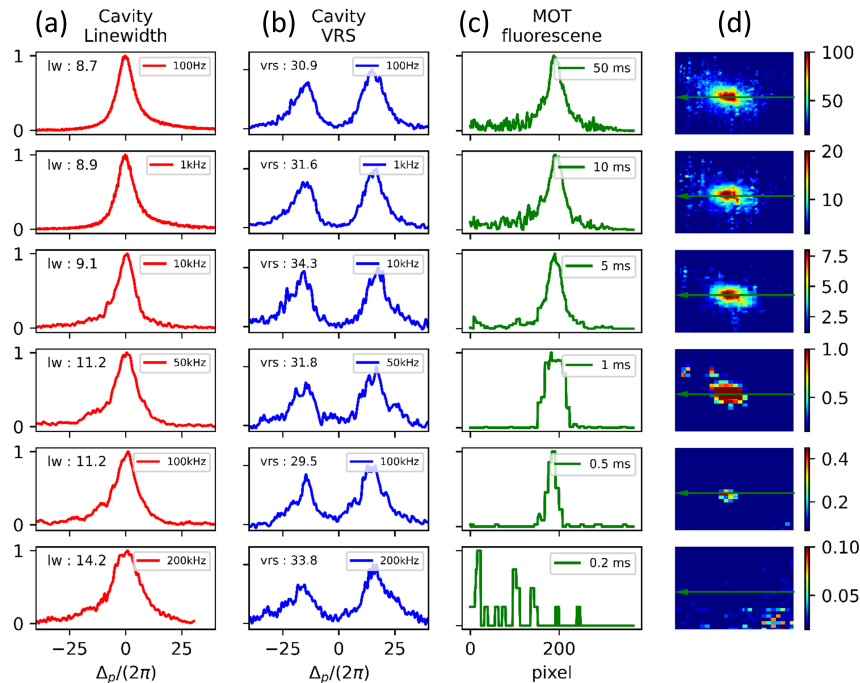 (a) Cavity Linewidth
(b) Cavity VRS
(c) MOT fluorescene
(d)
1
0
lw : 8.7
100Hz
vrs : 30.9
100Hz
50 ms
100
50
1
0
lw : 8.9
1kHz
vrs : 31.6
1kHz
10 ms
20
10
1
0
lw : 9.1
10kHz
vrs : 34.3
10kHz
5 ms
7.5
5.0
2.5
1
0
lw : 11.2
50kHz
vrs : 31.8
50kHz
1 ms
1.0
0.5
1
0
lw : 11.2
100kHz
vrs : 29.5
100kHz
0.5 ms
0.4
0.2
1
0
lw : 14.2
200kHz
vrs : 33.8
200kHz
0.2 ms
0.10
0.05
−25 0 25
−25 0 25
0 200
Δp/(2π)
Δp/(2π)
pixel